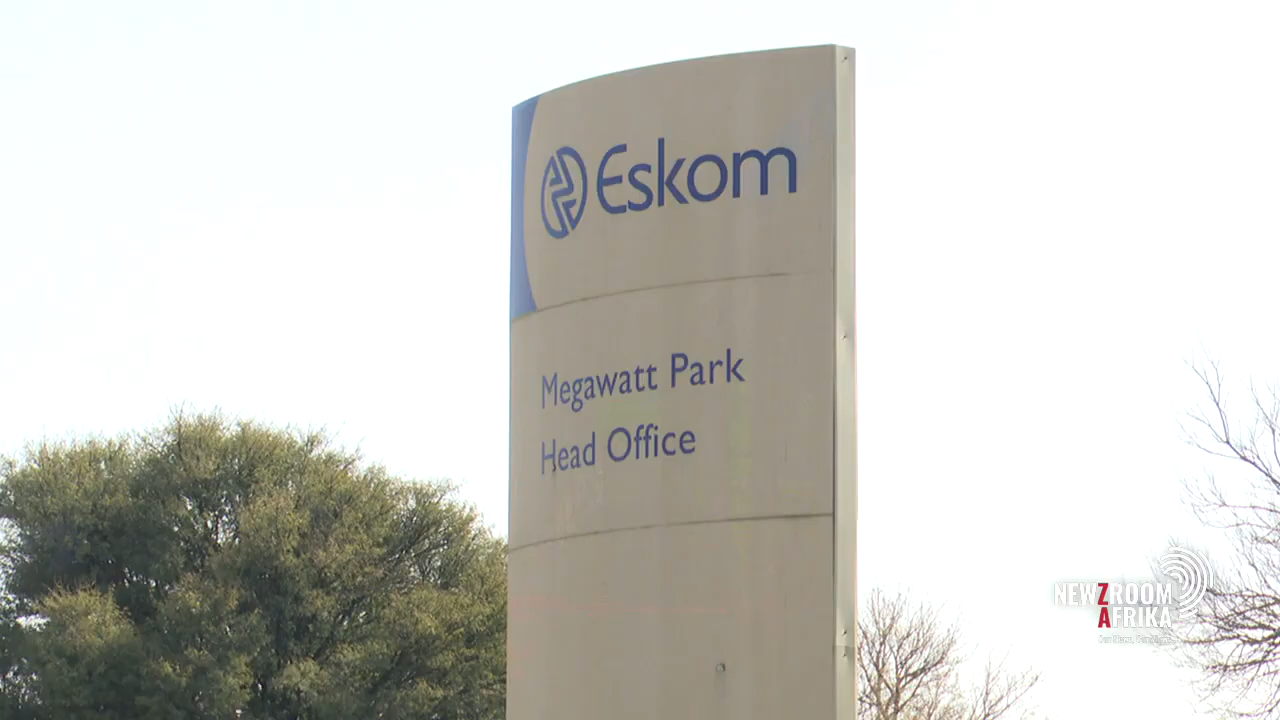 Eskom
Megawatt Park
Head Office
NEWZROOM
AFRIKA